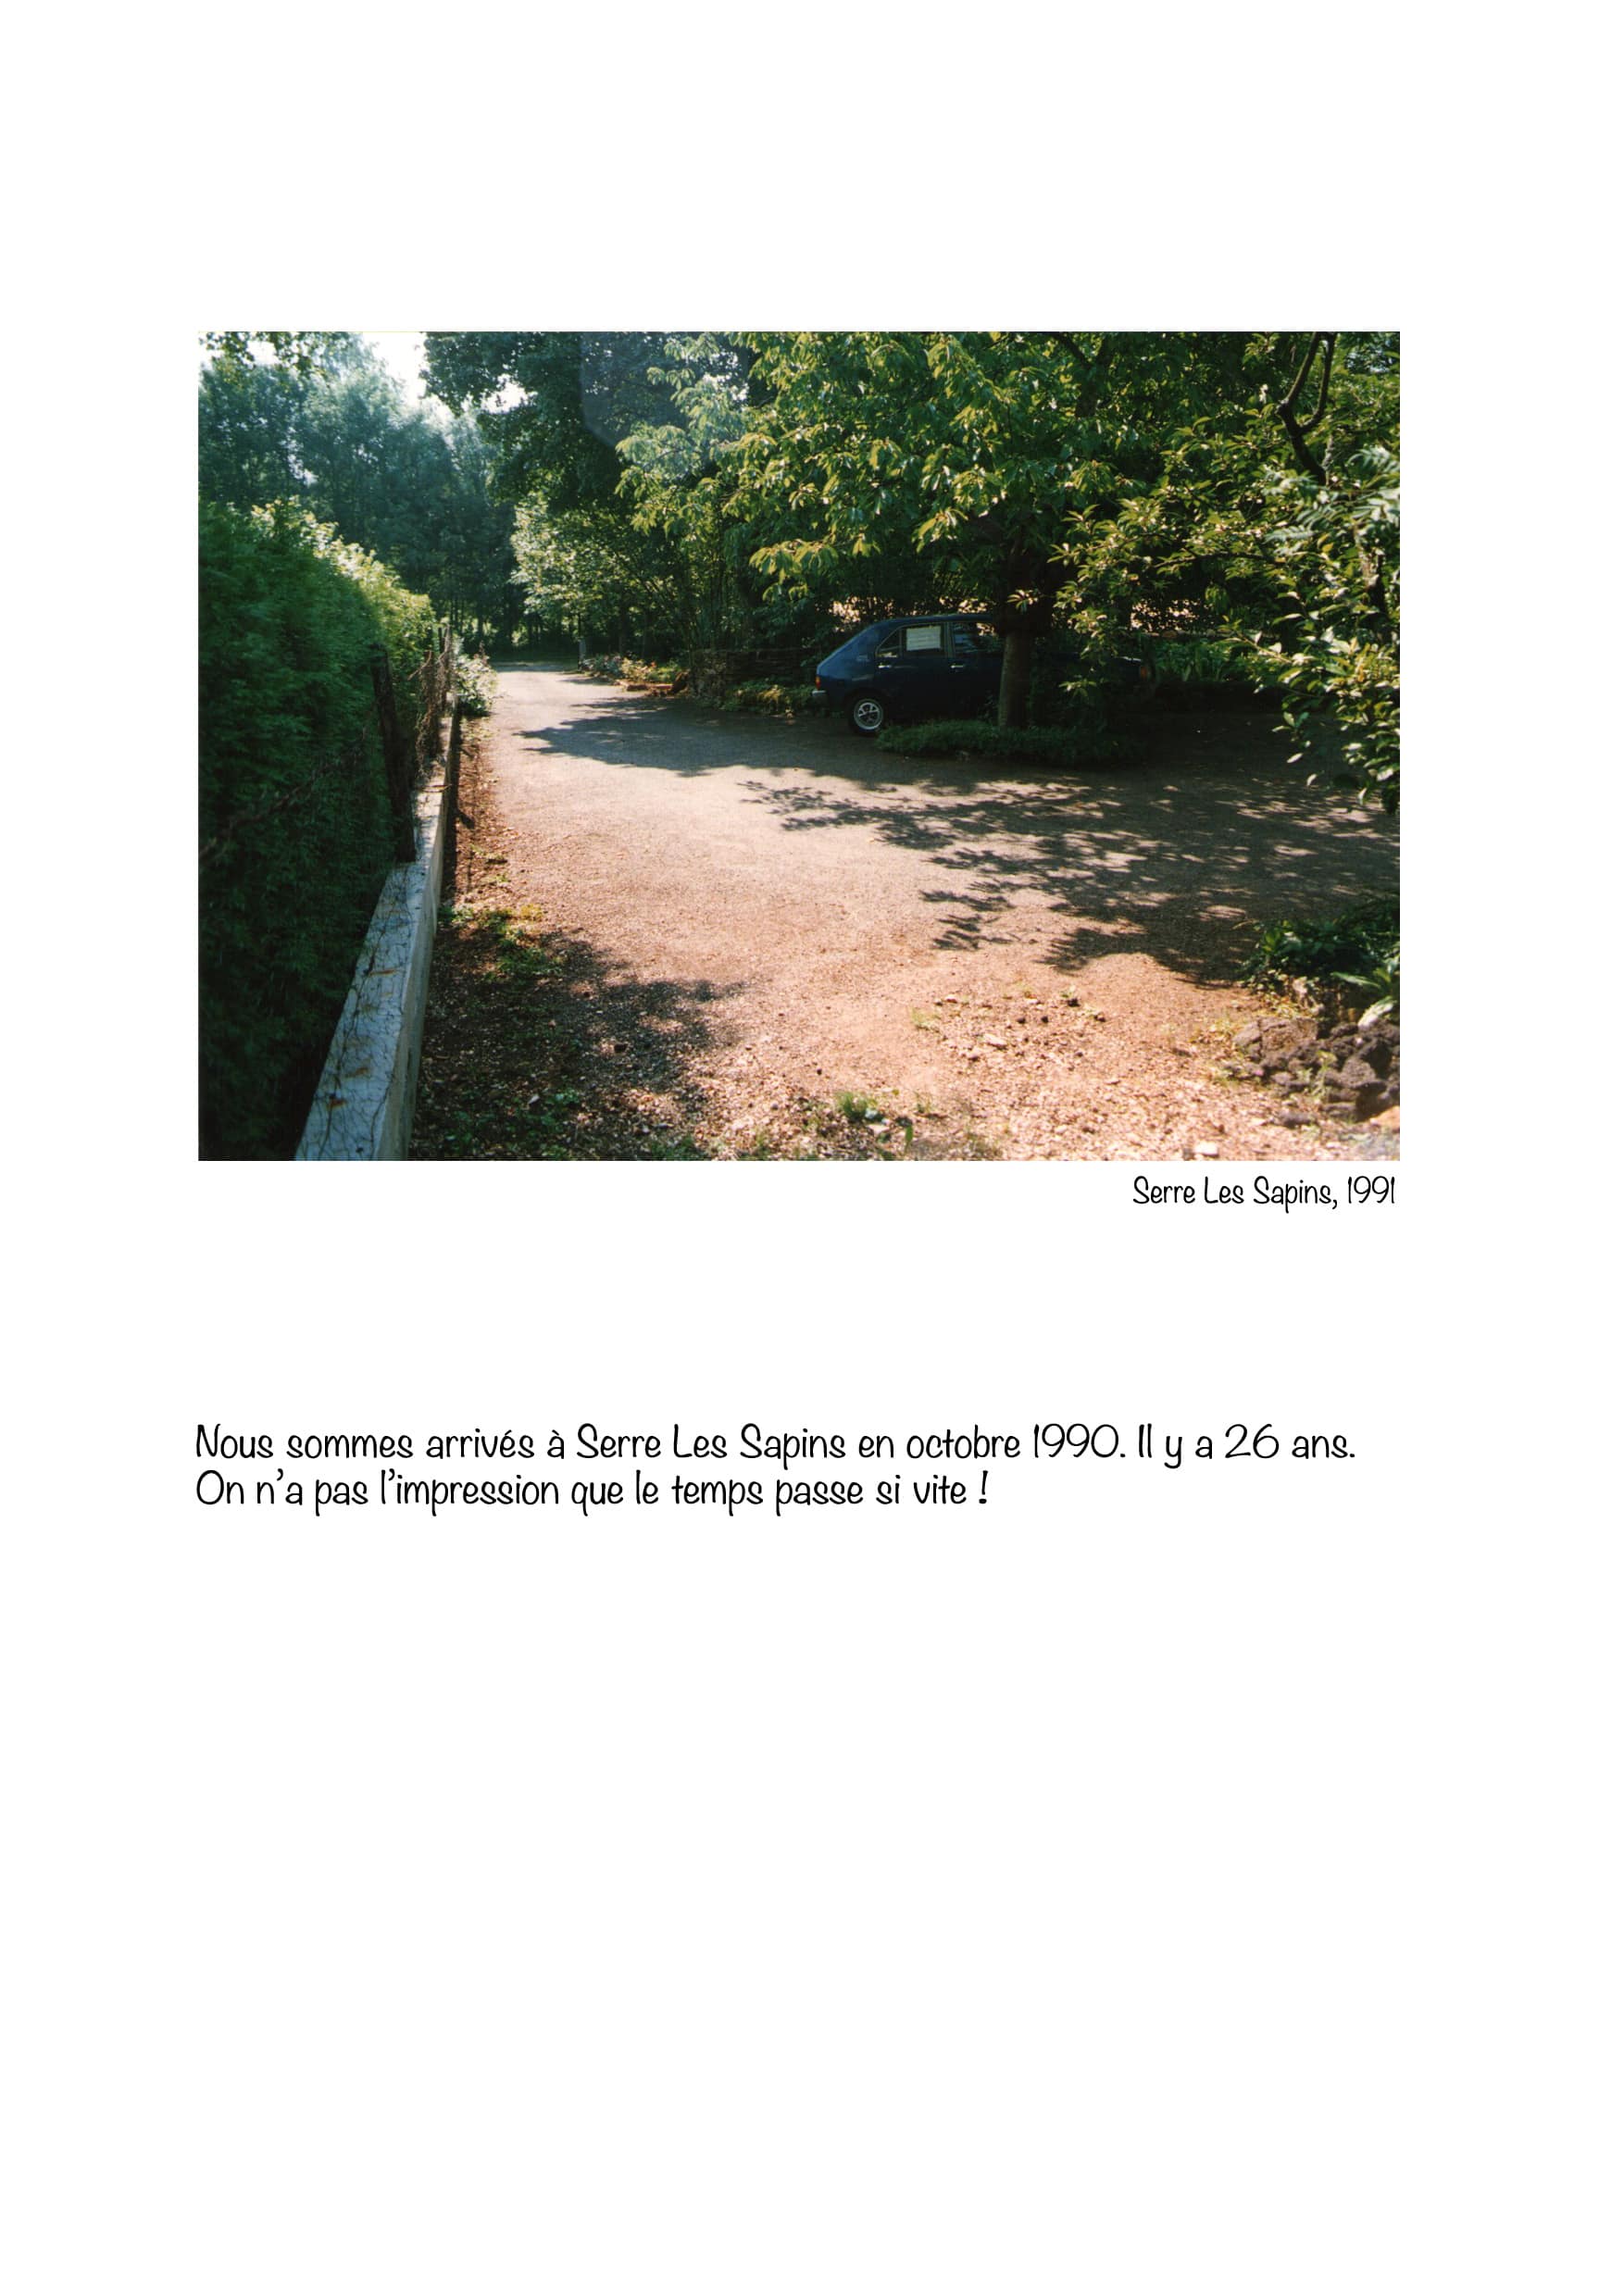 Serre Les Sapins, 1991
Nous sommes arrivés à Serre Les Sapins en octobre 1990. Il y a 26 ans.
On n’a pas l’impression que le temps passe si vite !